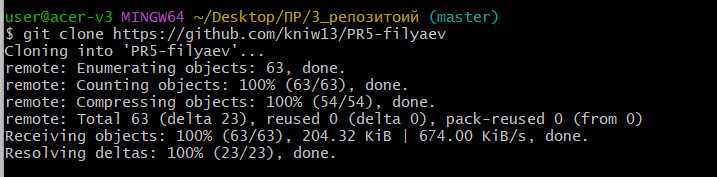 user@acer-v3 MINGW64 ~/Desktop/ПР/3_репозитоий (master)
$ git clone https://github.com/kniw13/PR5-filyaev
Cloning into 'PR5-filyaev'...
remote: Enumerating objects: 63, done.
remote: Counting objects: 100% (63/63), done.
remote: Compressing objects: 100% (54/54), done.
remote: Total 63 (delta 23), reused 0 (delta 0), pack-reused 0 (from 0)
Receiving objects: 100% (63/63), 204.32 KiB | 674.00 KiB/s, done.
Resolving deltas: 100% (23/23), done.